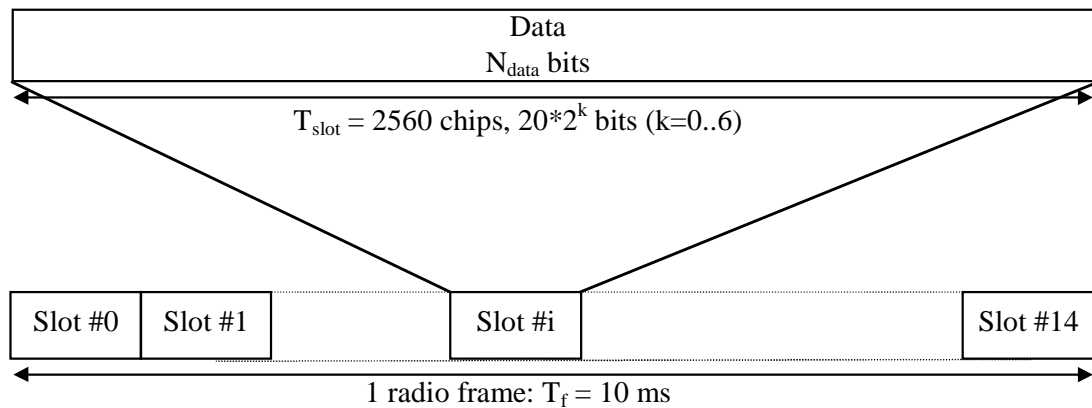 Data
N_data bits
T_slot = 2560 chips, 20*2^k bits (k=0..6)
Slot #0 Slot #1 Slot #i Slot #14
1 radio frame: T_f = 10 ms